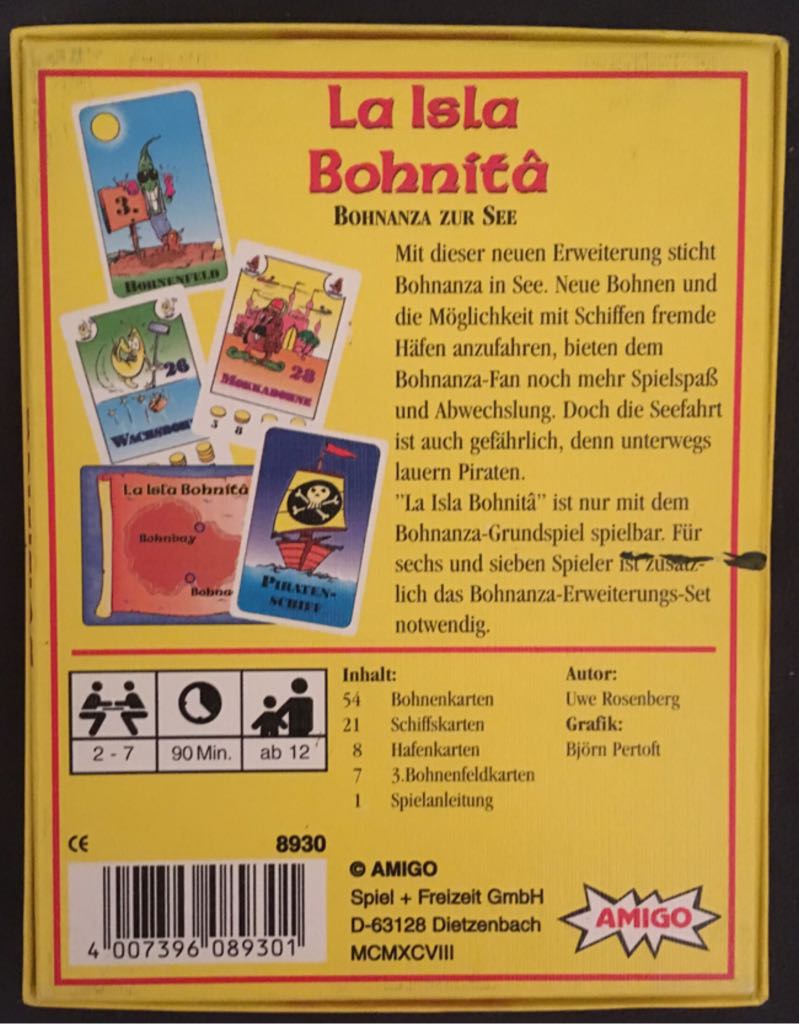 La Isla
Bohnitâ
BOHNANZA ZUR SEE
3.
BOHNENFELD
Mit dieser neuen Erweiterung sticht
Bohnanza in See. Neue Bohnen und
die Möglichkeit mit Schiffen fremde
Häfen anzufahren, bieten dem
Bohnanza-Fan noch mehr Spielspaß
und Abwechslung. Doch die Seefahrt
ist auch gefährlich, denn unterwegs
lauern Piraten.
"La Isla Bohnitâ" ist nur mit dem
Bohnanza-Grundspiel spielbar. Für
sechs und sieben Spieler ist zusätz-
lich das Bohnanza-Erweiterungs-Set
notwendig.
26
28
MOKKABOHNE
3 8
La Isla Bohnitâ
Bohnbay
PIRATEN-
SCHIFF
2 - 7
90 Min.
ab 12
Inhalt:
54 Bohnenkarten
21 Schiffskarten
8 Hafenkarten
7 3.Bohnenfeldkarten
1 Spielanleitung
Autor:
Uwe Rosenberg
Grafik:
Björn Pertoft
CE
8930
4 007396 089301
© AMIGO
Spiel + Freizeit GmbH
D-63128 Dietzenbach
MCMXCVIII
AMIGO